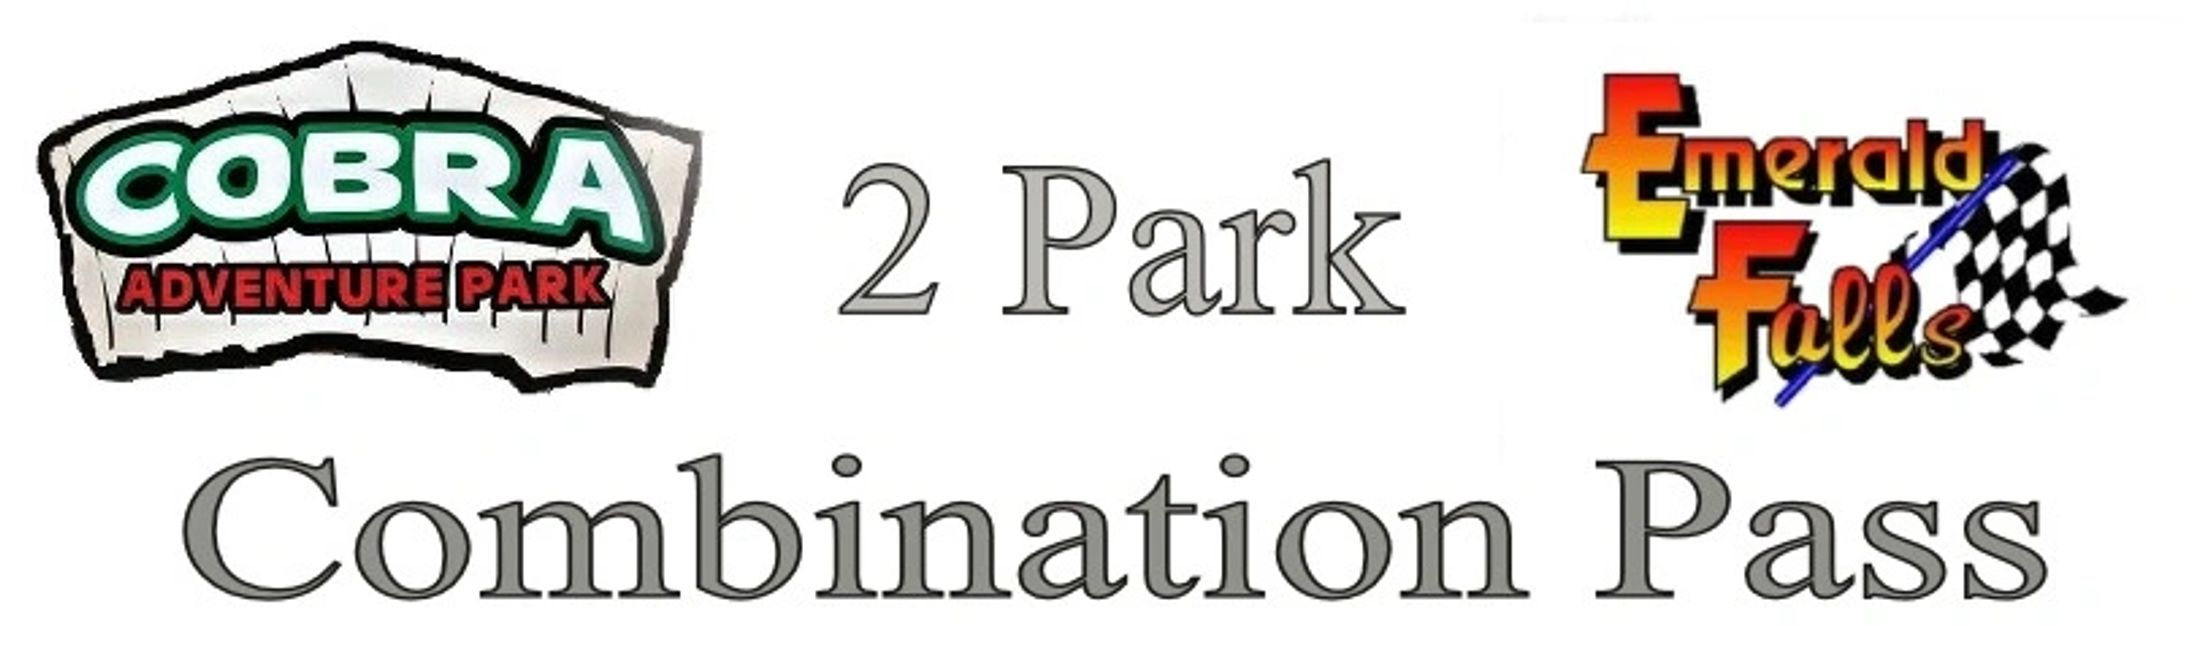 COBRA
ADVENTURE PARK
2 Park
Emerald
Falls
Combination Pass